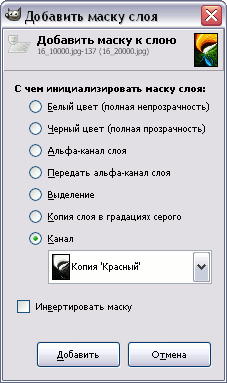 Добавить маску слоя
Добавить маску к слою
16_10000.jpg-137 (16_20000.jpg)
С чем инициализировать маску слоя:
Белый цвет (полная непрозрачность)
Черный цвет (полная прозрачность)
Альфа-канал слоя
Передать альфа-канал слоя
Выделение
Копия слоя в градациях серого
Канал
Копия 'Красный'
Инвертировать маску
Добавить
Отмена